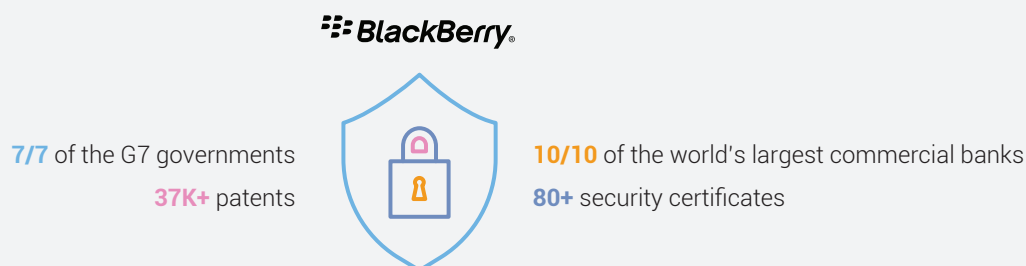 BlackBerry®
7/7 of the G7 governments
37K+ patents
10/10 of the world's largest commercial banks
80+ security certificates